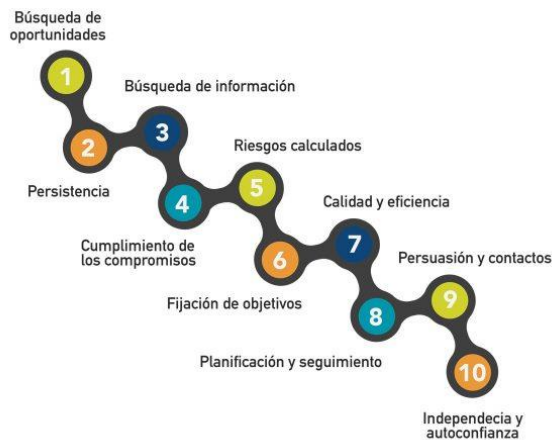 Búsqueda de
oportunidades
1
Búsqueda de información
3
2
Riesgos calculados
Persistencia
5
4
Calidad y eficiencia
Cumplimiento de
los compromisos
7
6
Persuasión y contactos
Fijación de objetivos
9
8
Planificación y seguimiento
10
Independecia y
autoconfianza